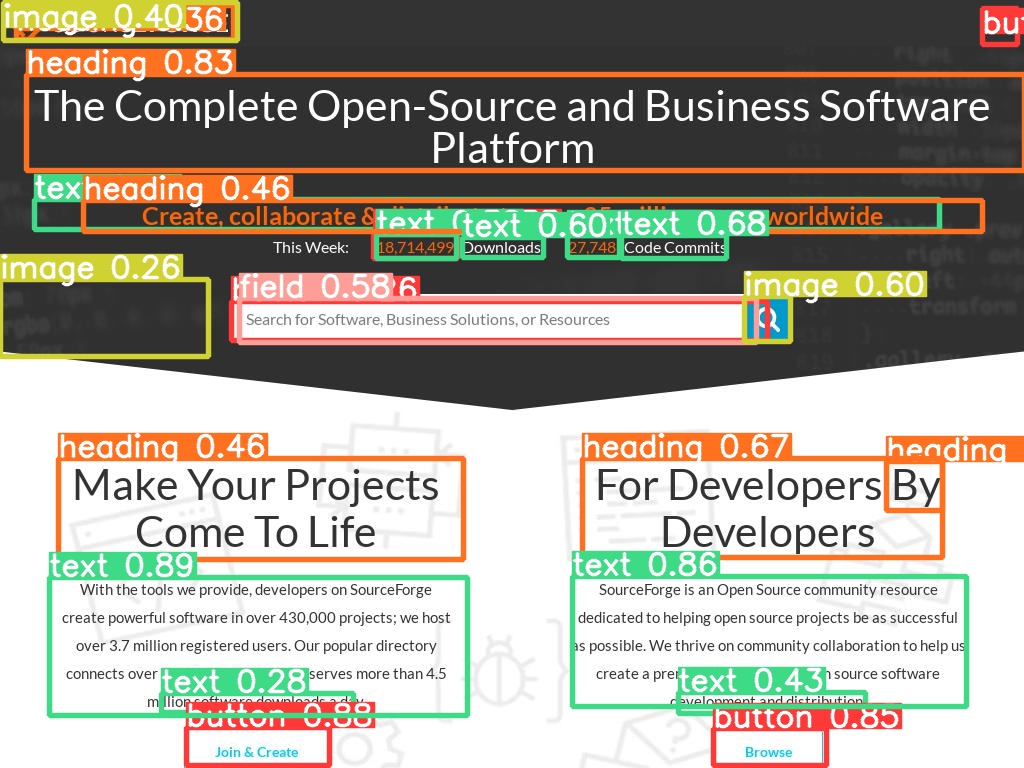 image 0.40 36
but
heading 0.83
The Complete Open-Source and Business Software
Platform
tex heading 0.46
Create, collaborate & worldwide
text text 0.60 text 0.68
This Week: 18,714,499 Downloads 27,748 Code Commits
image 0.26
field 0.58 6
image 0.60
Search for Software, Business Solutions, or Resources
heading 0.46
heading 0.67
heading
Make Your Projects
Come To Life
For Developers By
Developers
text 0.89
With the tools we provide, developers on SourceForge
create powerful software in over 430,000 projects; we host
over 3.7 million registered users. Our popular directory
connects over serves more than 4.5
text 0.28
million software downloads a day.
button 0.88
Join & Create
text 0.86
SourceForge is an Open Source community resource
dedicated to helping open source projects be as successful
as possible. We thrive on community collaboration to help us
create a source software
text 0.43
development and distribution.
button 0.85
Browse